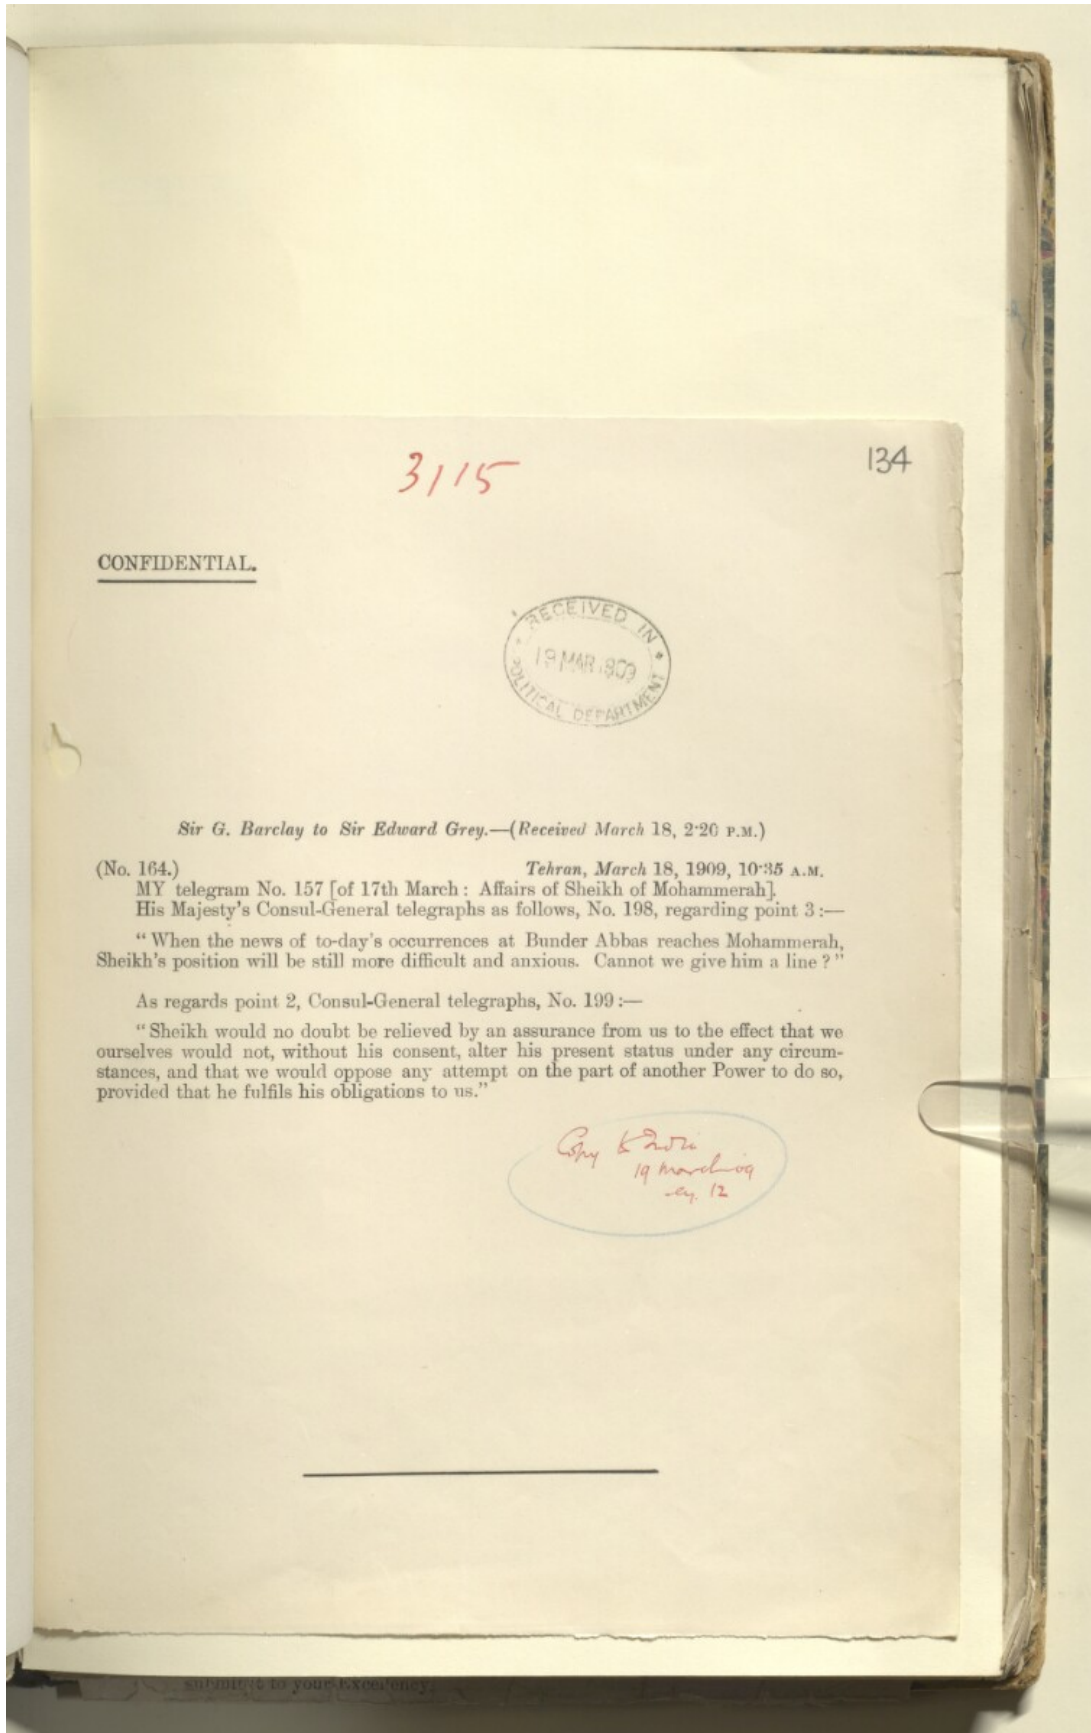 3115
134
CONFIDENTIAL.
RECEIVED IN
19 MAR 1909
POLITICAL DEPARTMENT
Sir G. Barclay to Sir Edward Grey.—(Received March 18, 2·20 P.M.)
(No. 164.) Tehran, March 18, 1909, 10·35 A.M.
MY telegram No. 157 [of 17th March : Affairs of Sheikh of Mohammerah].
His Majesty's Consul-General telegraphs as follows, No. 198, regarding point 3 :—
“ When the news of to-day's occurrences at Bunder Abbas reaches Mohammerah,
Sheikh's position will be still more difficult and anxious. Cannot we give him a line ? ”
As regards point 2, Consul-General telegraphs, No. 199 :—
“ Sheikh would no doubt be relieved by an assurance from us to the effect that we
ourselves would not, without his consent, alter his present status under any circum-
stances, and that we would oppose any attempt on the part of another Power to do so,
provided that he fulfils his obligations to us.”
Copy to India
19 March 09
12
submit it to your Excellency.